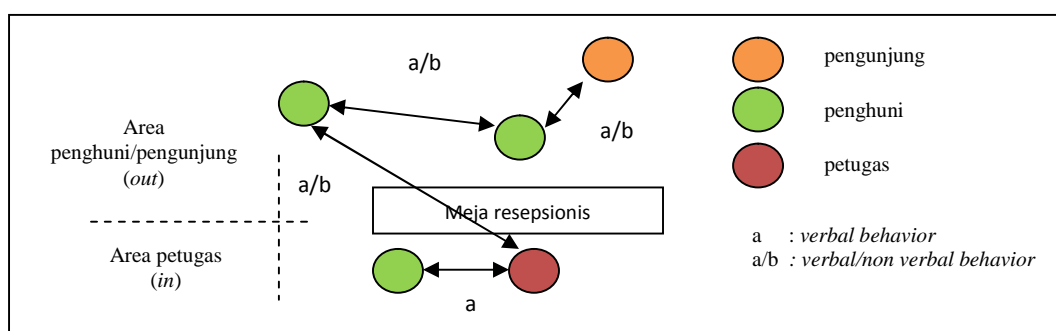 a/b
pengunjung
penghuni
a/b
Area
penghuni/pengunjung
(out)
petugas
a/b
Meja resepsionis
a : verbal behavior
a/b : verbal/non verbal behavior
Area petugas
(in)
a